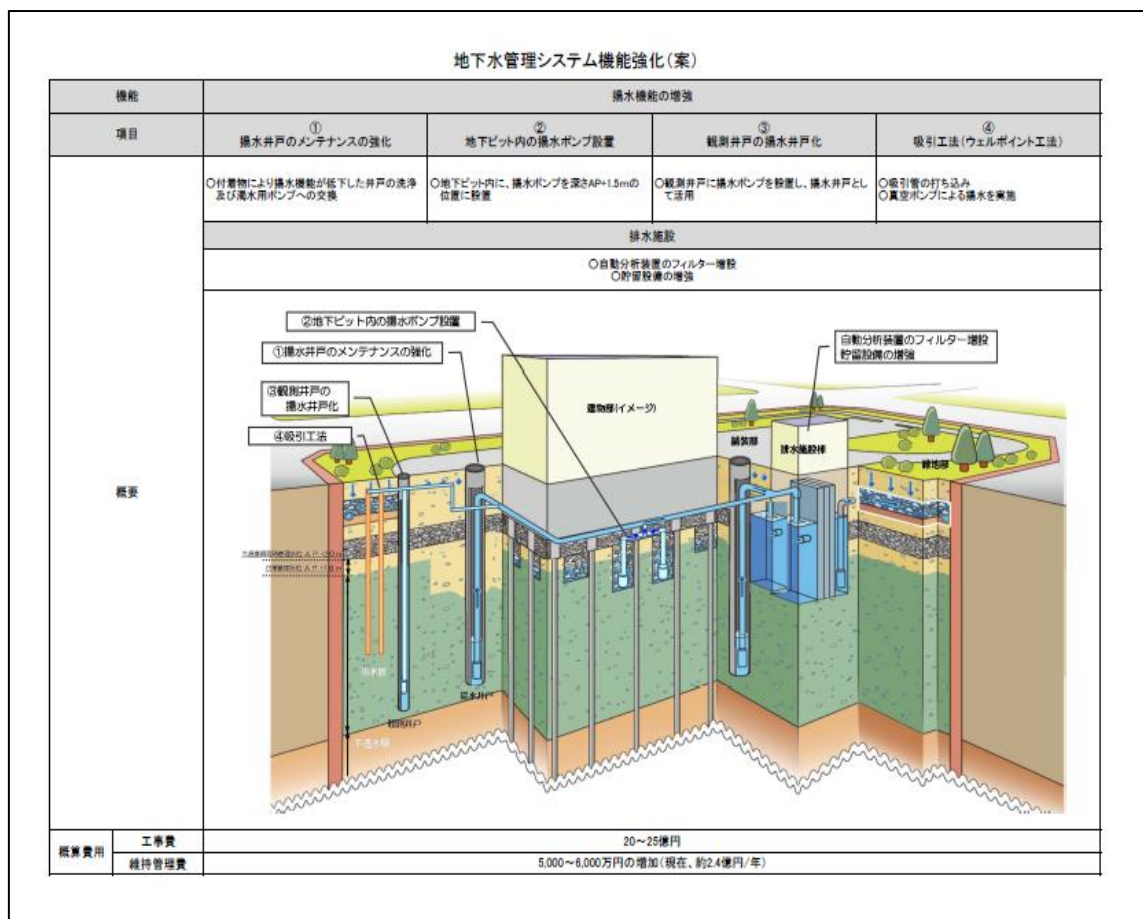 地下水管理システム機能強化(案)
機能
揚水機能の増強
項目
①
揚水井戸のメンテナンスの強化
②
地下ピット内の揚水ポンプ設置
③
観測井戸の揚水井戸化
④
吸引工法(ウェルポイント工法)
概要
○付着物により揚水機能が低下した井戸の洗浄
及び濁水用ポンプへの交換
○地下ピット内に、揚水ポンプを深さAP+1.5mの
位置に設置
○観測井戸に揚水ポンプを設置し、揚水井戸とし
て活用
○吸引管の打ち込み
○真空ポンプによる揚水を実施
排水施設
○自動分析装置のフィルター増設
○貯留設備の増強
②地下ピット内の揚水ポンプ設置
①揚水井戸のメンテナンスの強化
③観測井戸の
揚水井戸化
④吸引工法
自動分析装置のフィルター増設
貯留設備の増強
建物部(イメージ)
舗装部
排水施設棟
緑地部
揚水井戸
観測井戸
不透水層
概算費用
工事費
20~25億円
維持管理費
5,000~6,000万円の増加(現在、約2.4億円/年)